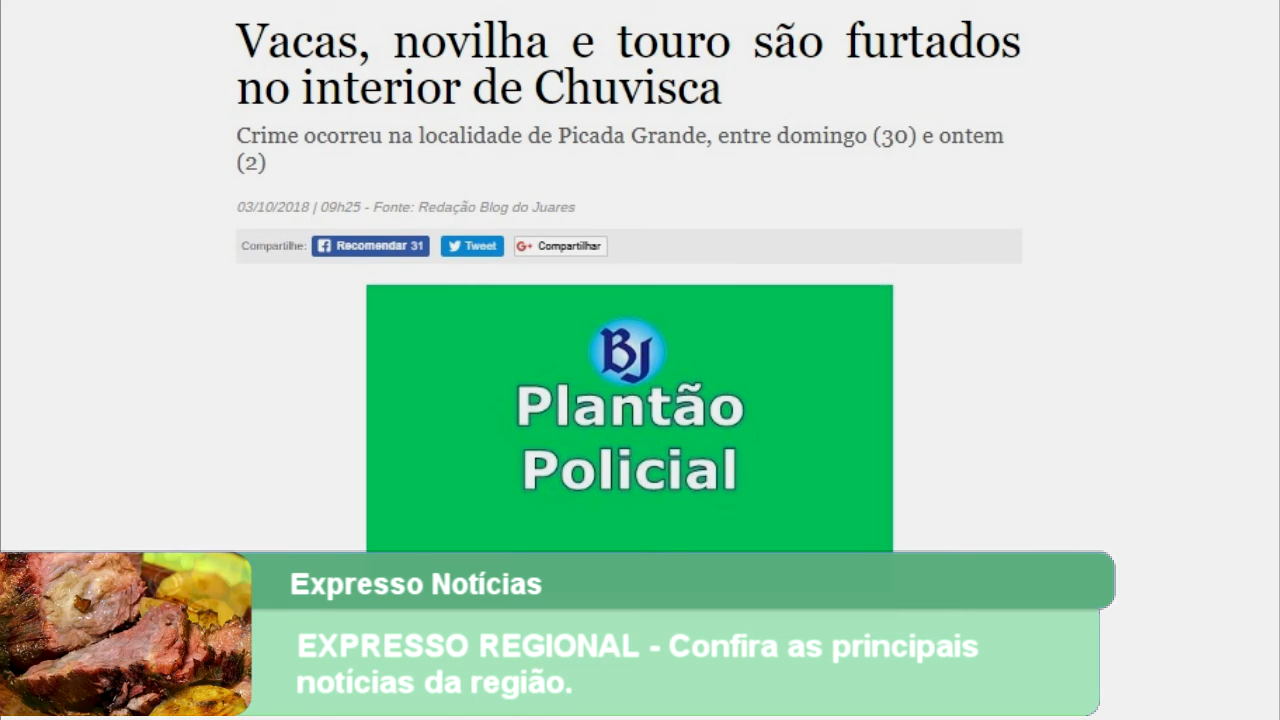 Vacas, novilha e touro são furtados
no interior de Chuvisca
Crime ocorreu na localidade de Picada Grande, entre domingo (30) e ontem
(2)
03/10/2018 | 09h25 - Fonte: Redação Blog do Juares
Compartilhe: Recomendar 31 Tweet G+ Compartilhar
BJ
Plantão
Policial
Expresso Notícias
EXPRESSO REGIONAL - Confira as principais
notícias da região.